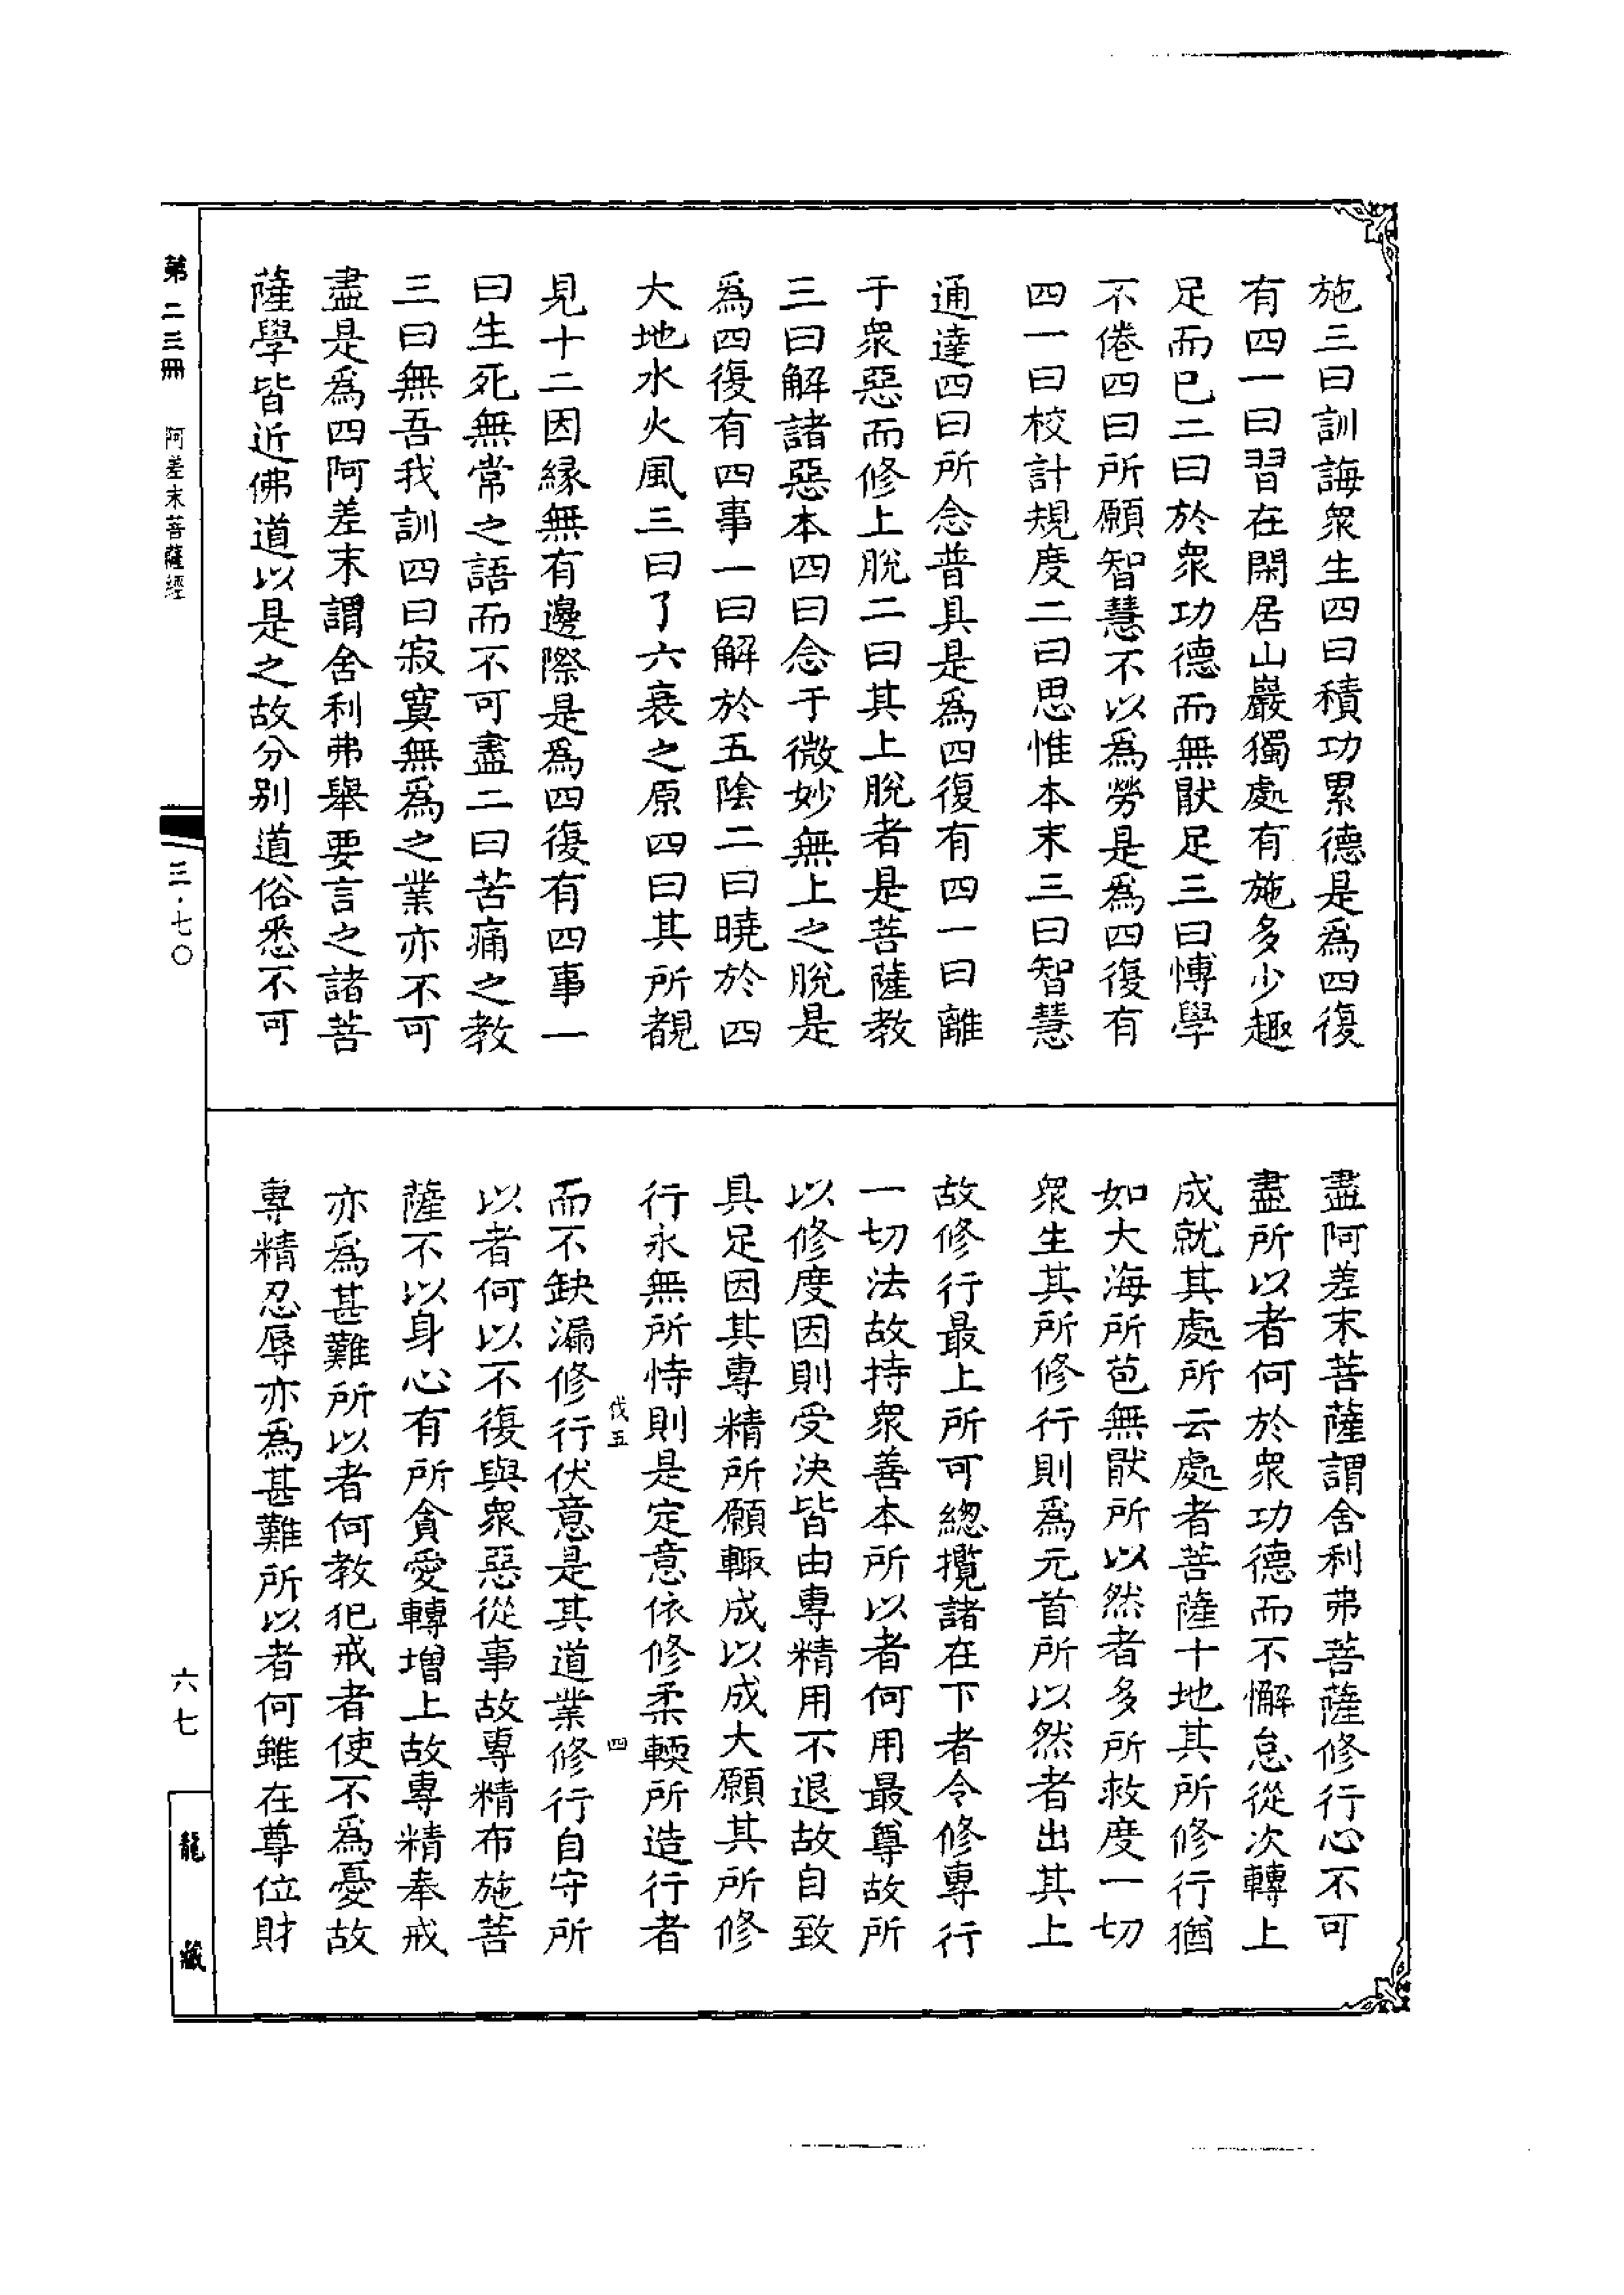 施三曰訓誨衆生四曰積功累德是爲四復
有四一曰習在閑居山巖獨處有施多少趣
足而已二曰於衆功德而無猒足三曰愽學
不倦四曰所願智慧不以爲勞是爲四復有
四一曰校計規度二曰思惟本末三曰智慧
通達四曰所念普具是爲四復有四一曰離
于衆惡而修上脫二曰其上脫者是菩薩教
三曰解諸惡本四曰念于微妙無上之脫是
爲四復有四事一曰解於五陰二曰曉於四
大地水火風三曰了六衰之原四曰其所覩
見十二因緣無有邊際是爲四復有四事一
曰生死無常之語而不可盡二曰苦痛之教
三曰無吾我訓四曰寂寞無爲之業亦不可
盡是爲四阿差末謂舍利弗舉要言之諸菩
薩學皆近佛道以是之故分別道俗悉不可
盡阿差末菩薩謂舍利弗菩薩修行心不可
盡所以者何於衆功德而不懈怠從次轉上
成就其處所云處者菩薩十地其所修行猶
如大海所苞無猒所以然者多所救度一切
衆生其所修行則爲元首所以然者出其上
故修行最上所可總攬諸在下者令修專行
一切法故持衆善本所以者何用最尊故所
以修度因則受決皆由專精用不退故自致
具足因其專精所願輙成以成大願其所修
行永無所恃則是定意依修柔輭所造行者
伐五 四
而不缺漏修行伏意是其道業修行自守所
以者何以不復與衆惡從事故專精布施菩
薩不以身心有所貪愛轉增上故專精奉戒
亦爲甚難所以者何教犯戒者使不爲憂故
專精忍辱亦爲甚難所以者何雖在尊位財
第二三冊 阿差末菩薩經
三·七〇
六七
龍藏